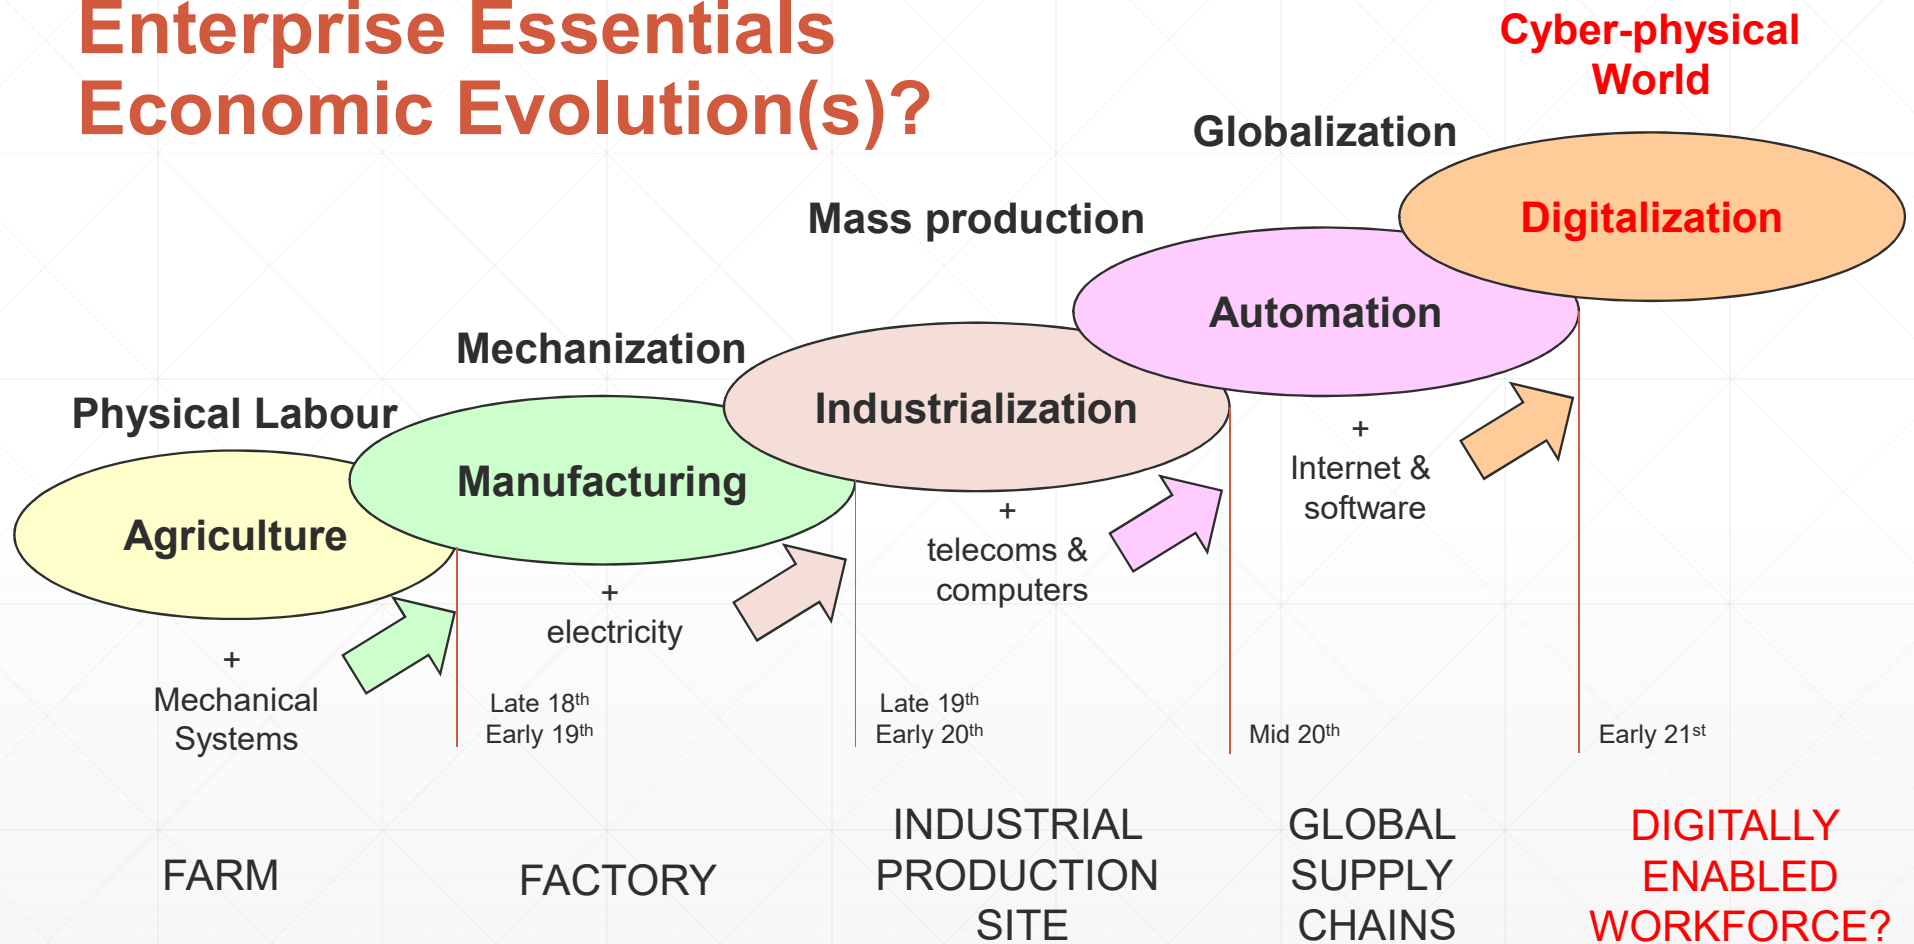 Enterprise Essentials
Economic Evolution(s)?
Cyber-physical
World
Globalization
Mass production
Mechanization
Physical Labour
Digitalization
Automation
Industrialization
Manufacturing
Agriculture
+
Mechanical
Systems
+
electricity
+
telecoms &
computers
+
Internet &
software
Late 18th
Early 19th
Late 19th
Early 20th
Mid 20th
Early 21st
FARM
FACTORY
INDUSTRIAL
PRODUCTION
SITE
GLOBAL
SUPPLY
CHAINS
DIGITALLY
ENABLED
WORKFORCE?